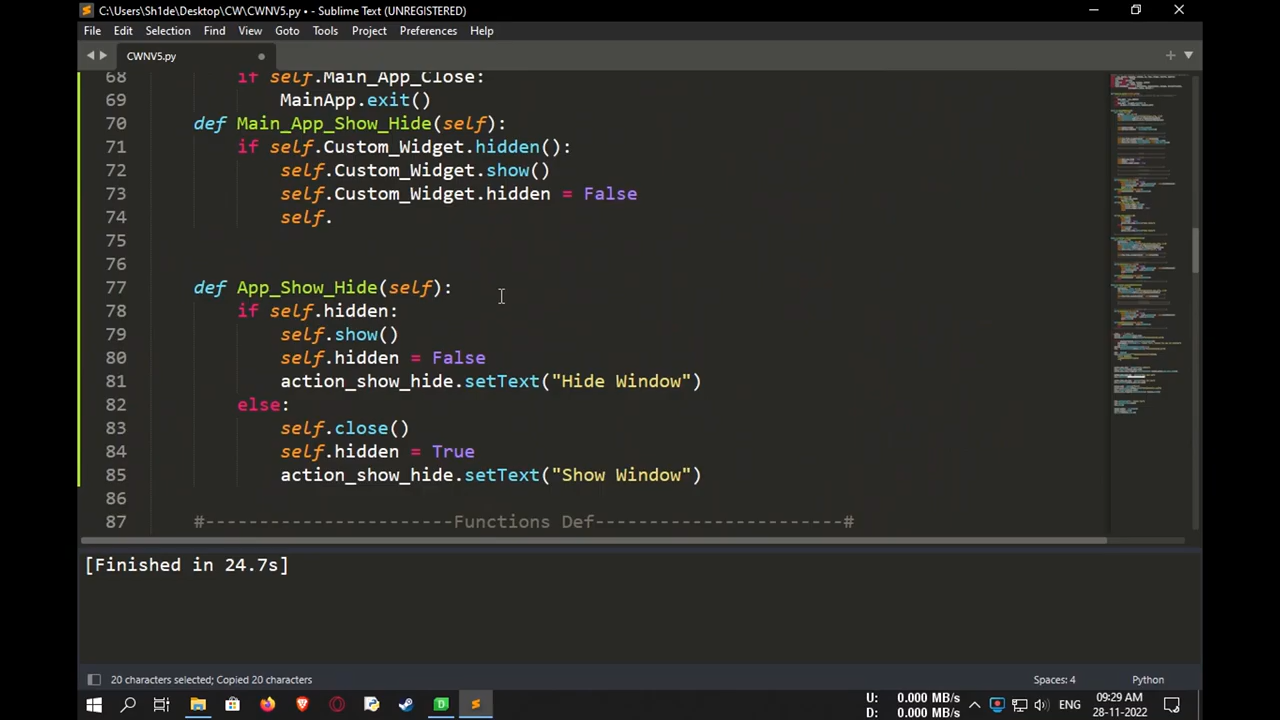 C:\Users\Sh1de\Desktop\CW\CWNV5.py • - Sublime Text (UNREGISTERED)
File Edit Selection Find View Goto Tools Project Preferences Help
CWNV5.py
68 if self.Main_App_Close:
69 MainApp.exit()
70 def Main_App_Show_Hide(self):
71 if self.Custom_Widget.hidden():
72 self.Custom_Widget.show()
73 self.Custom_Widget.hidden = False
74 self.
75
76
77 def App_Show_Hide(self):
78 if self.hidden:
79 self.show()
80 self.hidden = False
81 action_show_hide.setText("Hide Window")
82 else:
83 self.close()
84 self.hidden = True
85 action_show_hide.setText("Show Window")
86
87 #-----------------------Functions Def-----------------------#
[Finished in 24.7s]
20 characters selected; Copied 20 characters Spaces: 4 Python
U: 0.000 MB/s
D: 0.000 MB/s
ENG
09:29 AM
28-11-2022